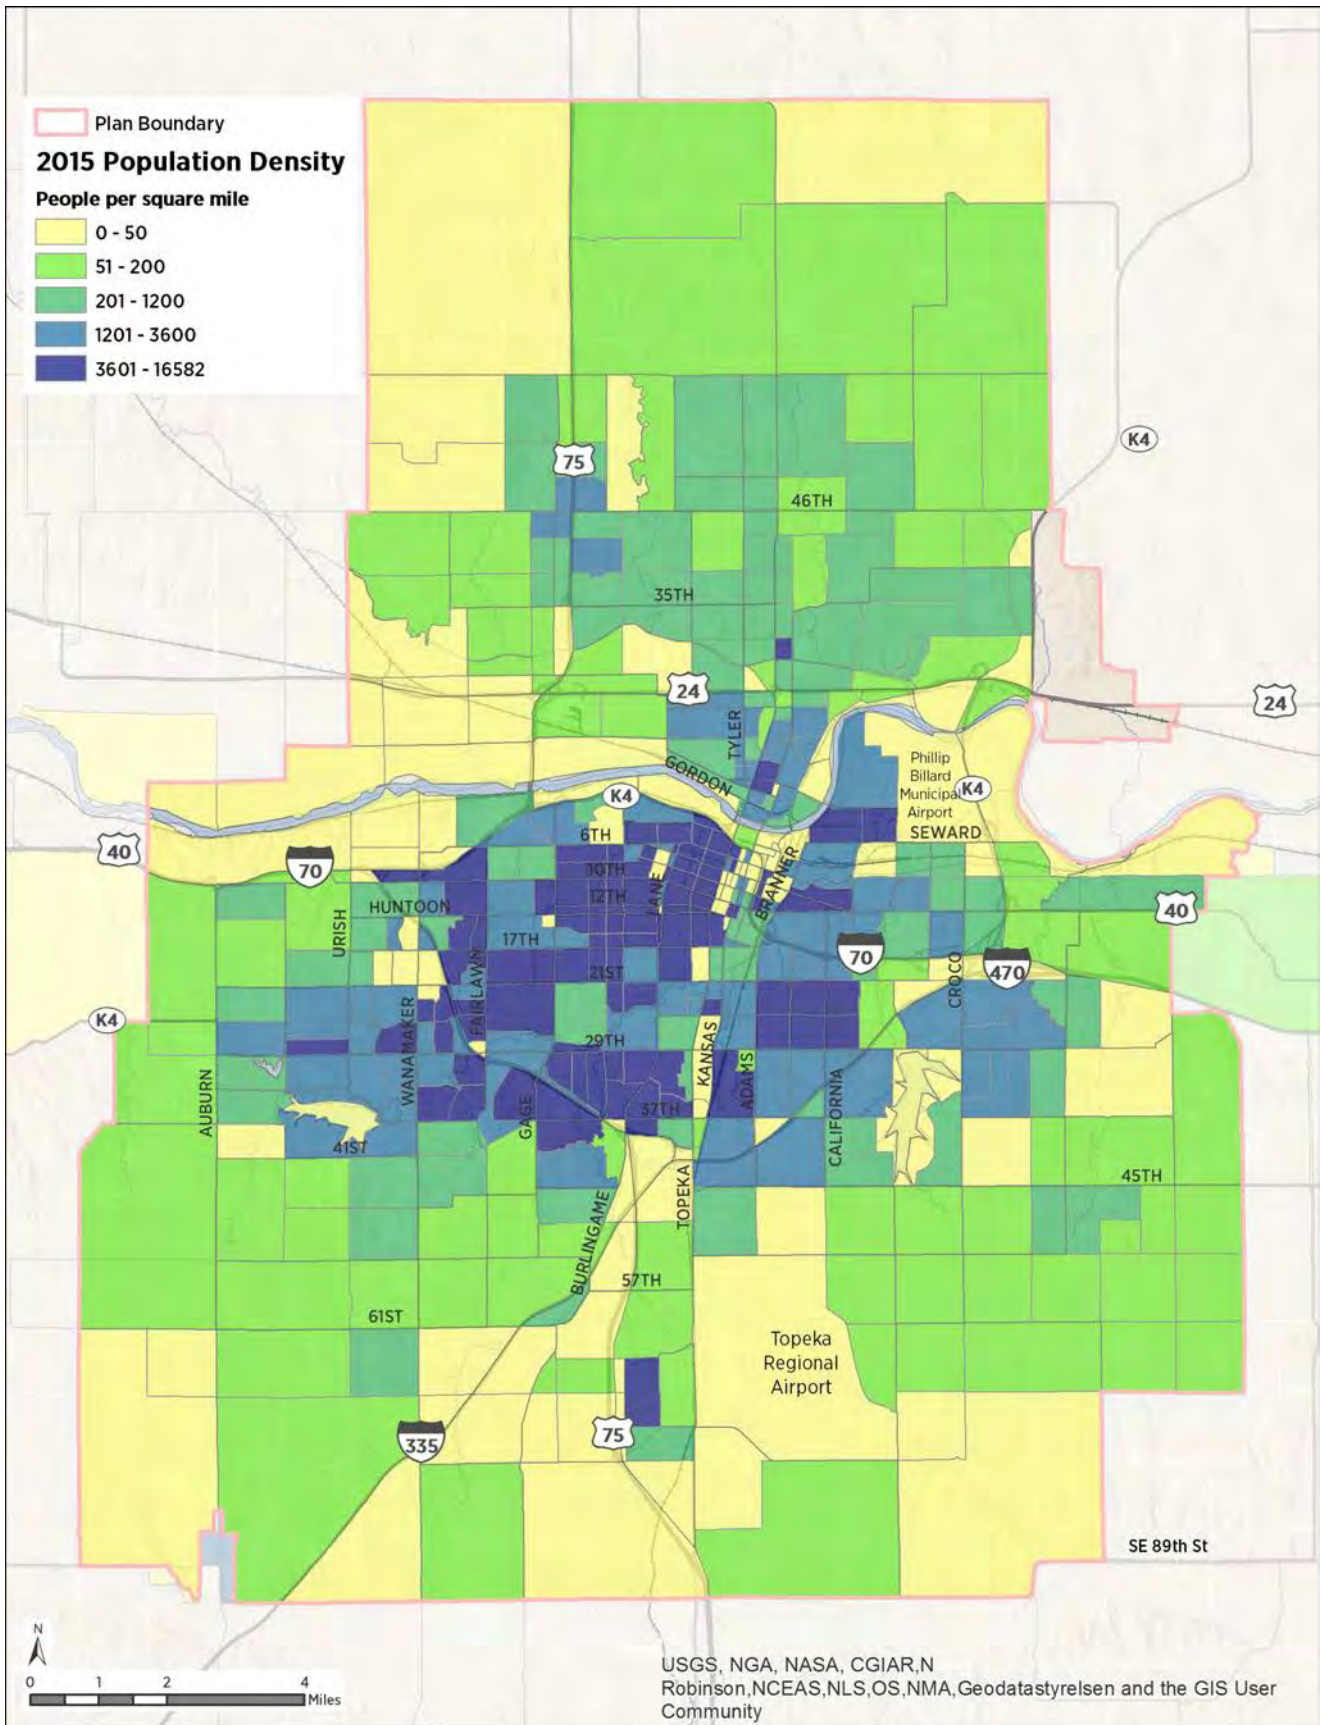 Plan Boundary
2015 Population Density
People per square mile
0 - 50
51 - 200
201 - 1200
1201 - 3600
3601 - 16582
K4
75
46TH
35TH
24
24
TYLER
GORDON
Phillip
Billard
Municipal
Airport
K4
K4
SEWARD
6TH
40
70
10TH
LANE
BRANNER
12TH
HUNTOON
40
URISH
17TH
FAIRLAWN
70
21ST
CROCO
470
K4
WANAMAKER
29TH
KANSAS
ADAMS
AUBURN
GAGE
37TH
CALIFORNIA
41ST
TOPEKA
45TH
BURLINGAME
57TH
61ST
Topeka
Regional
Airport
335
75
SE 89th St
N
0 1 2 4
Miles
USGS, NGA, NASA, CGIAR,N
Robinson,NCEAS,NLS,OS,NMA,Geodatastyrelsen and the GIS User
Community